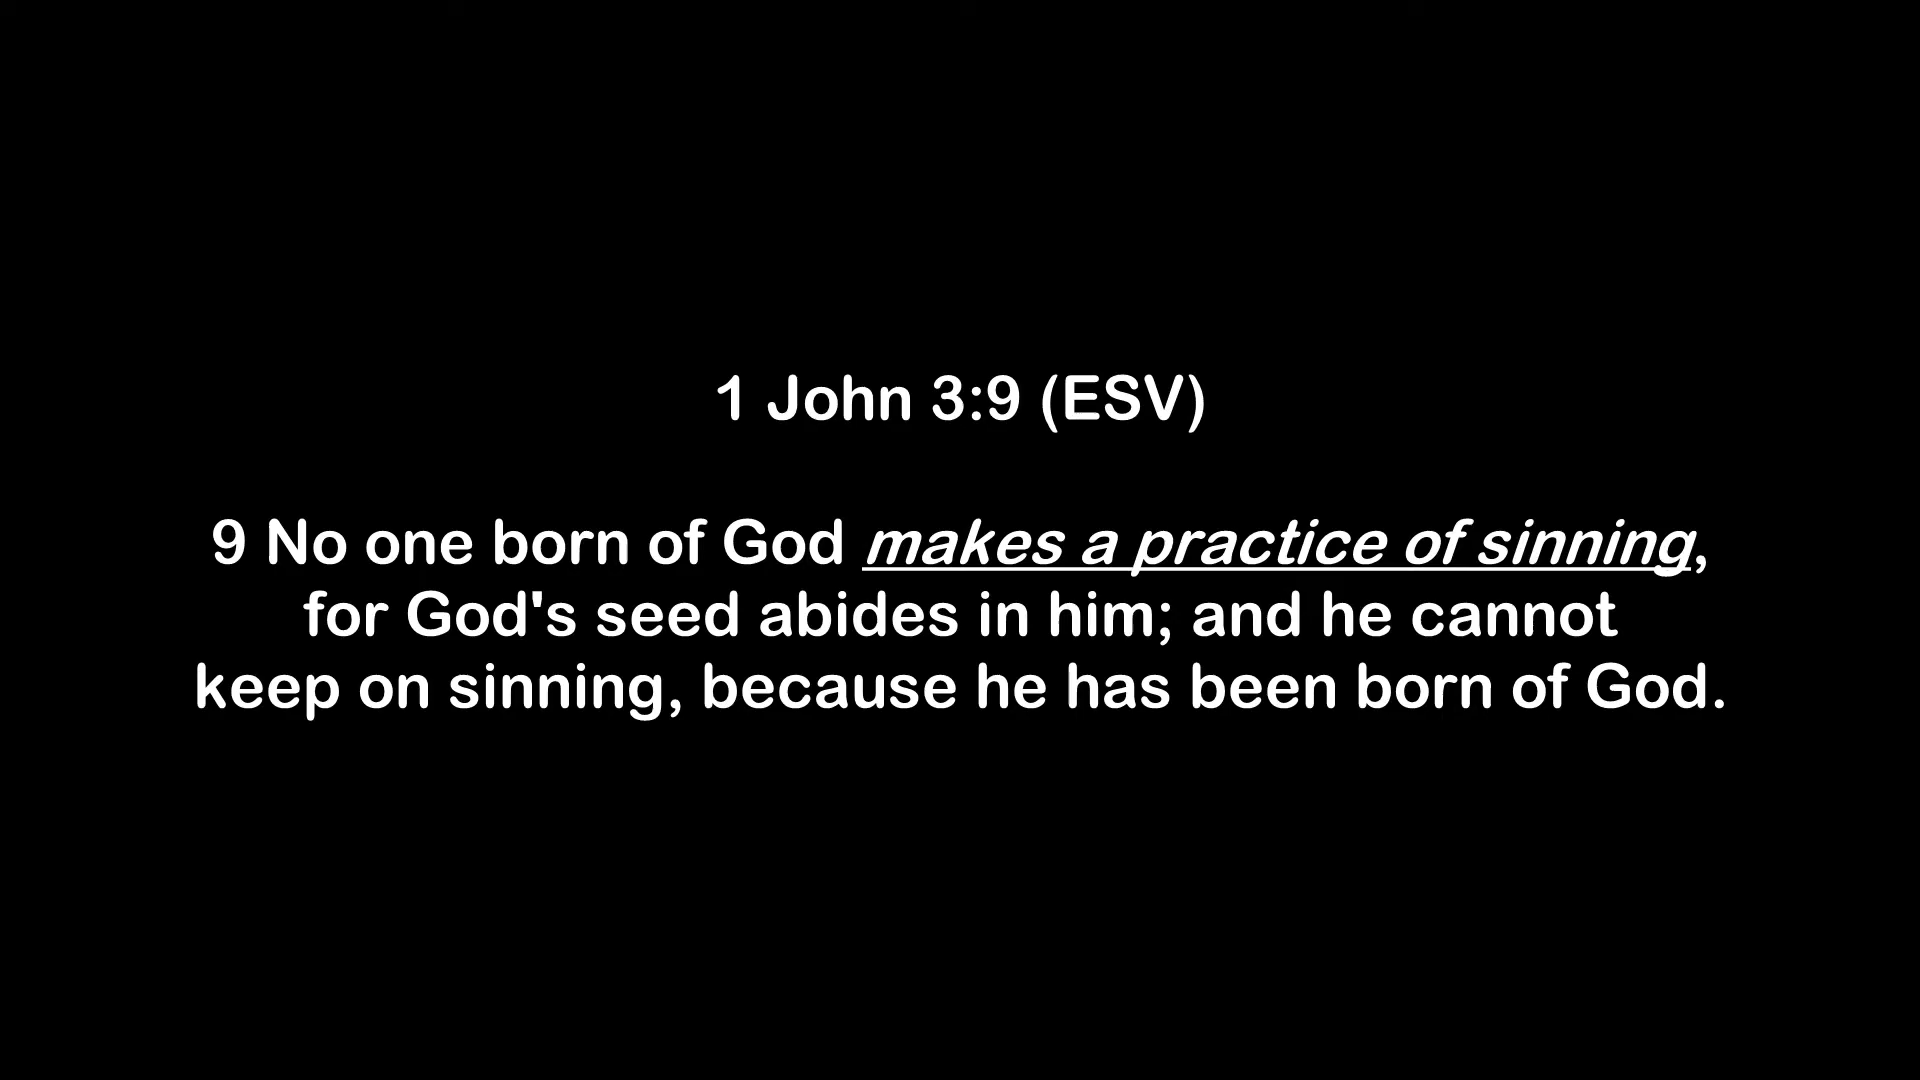 1 John 3:9 (ESV)
9 No one born of God makes a practice of sinning,
for God's seed abides in him; and he cannot
keep on sinning, because he has been born of God.